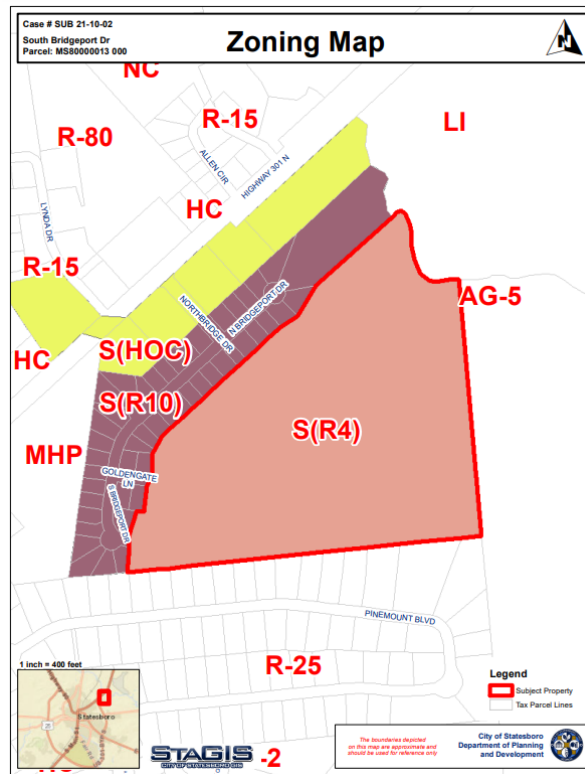 Case # SUB 21-10-02
South Bridgeport Dr
Parcel: MS80000013 000
Zoning Map
N
NC
R-15
LI
R-80
ALLEN CIR
HIGHWAY 301 N
HC
LYNDA DR
R-15
AG-5
N BRIDGEPORT DR
NORTHBRIDGE DR
S(HOC)
HC
S(R10)
S(R4)
MHP
GOLDENGATE
LN
S BRIDGEPORT DR
PINEMOUNT BLVD
R-25
1 inch = 400 feet
Statesboro
Legend
Subject Property
Tax Parcel Lines
STAGIS
CITY OF STATESBORO GIS
-2
The boundaries depicted
on this map are approximate and
should be used for reference only
City of Statesboro
Department of Planning
and Development